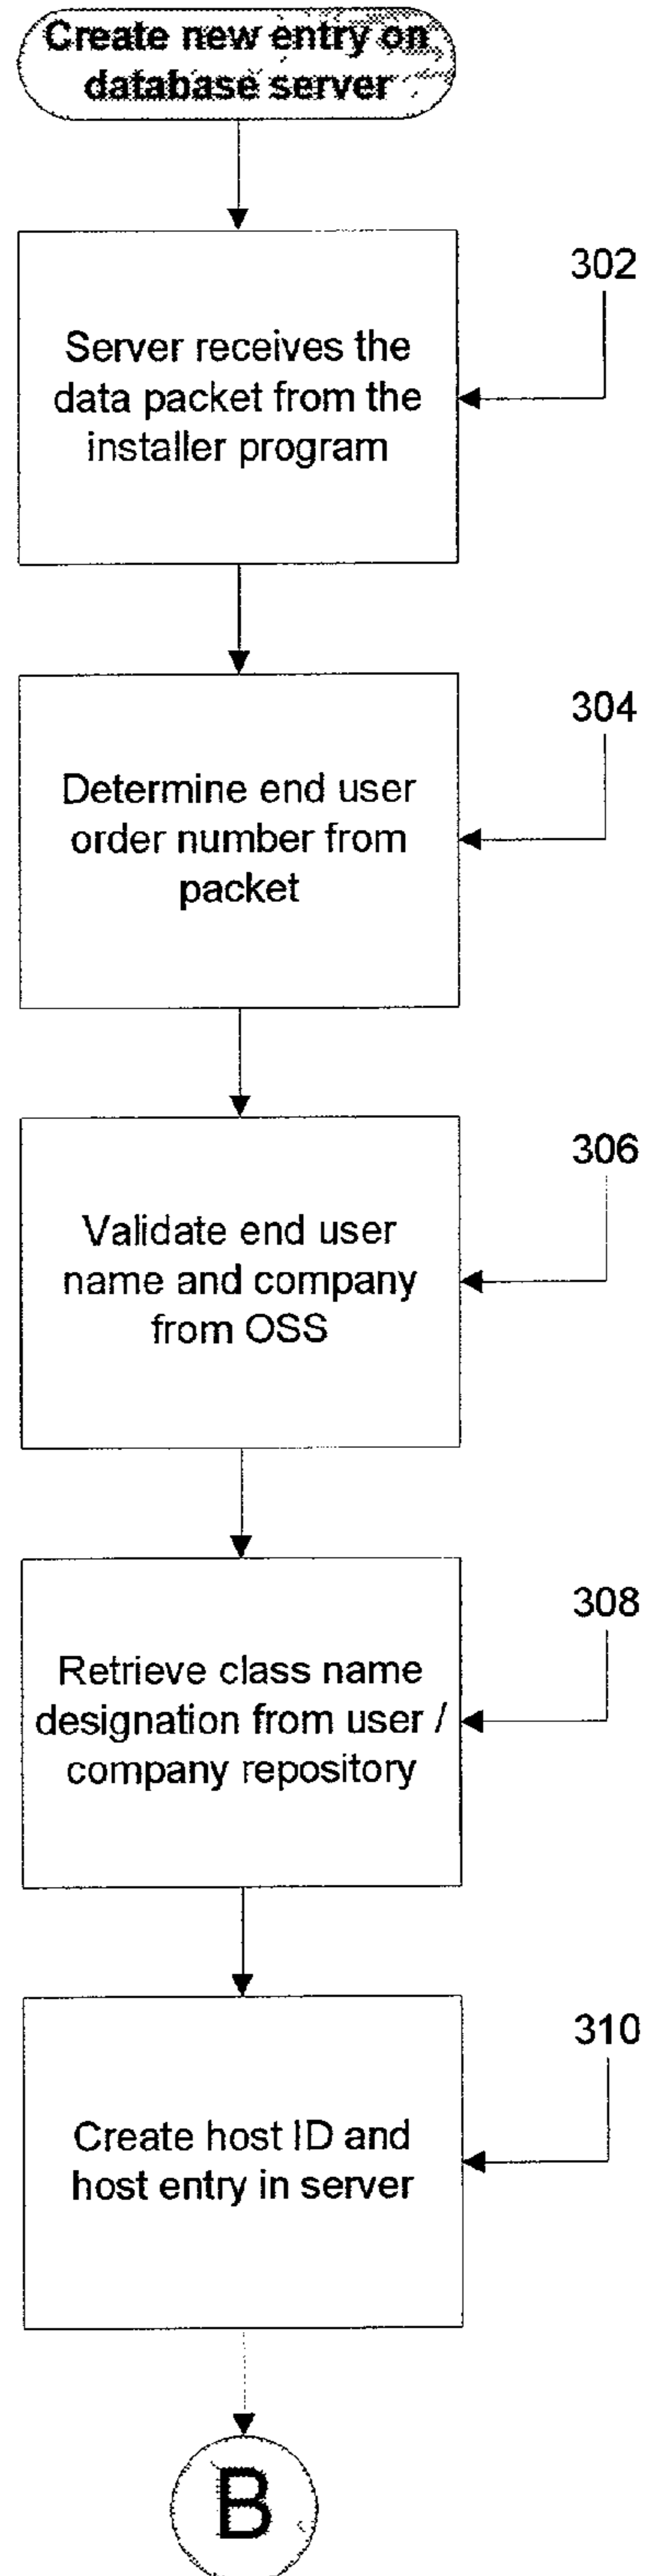 Create new entry on
database server
302
Server receives the
data packet from the
installer program
304
Determine end user
order number from
packet
306
Validate end user
name and company
from OSS
308
Retrieve class name
designation from user /
company repository
310
Create host ID and
host entry in server
B